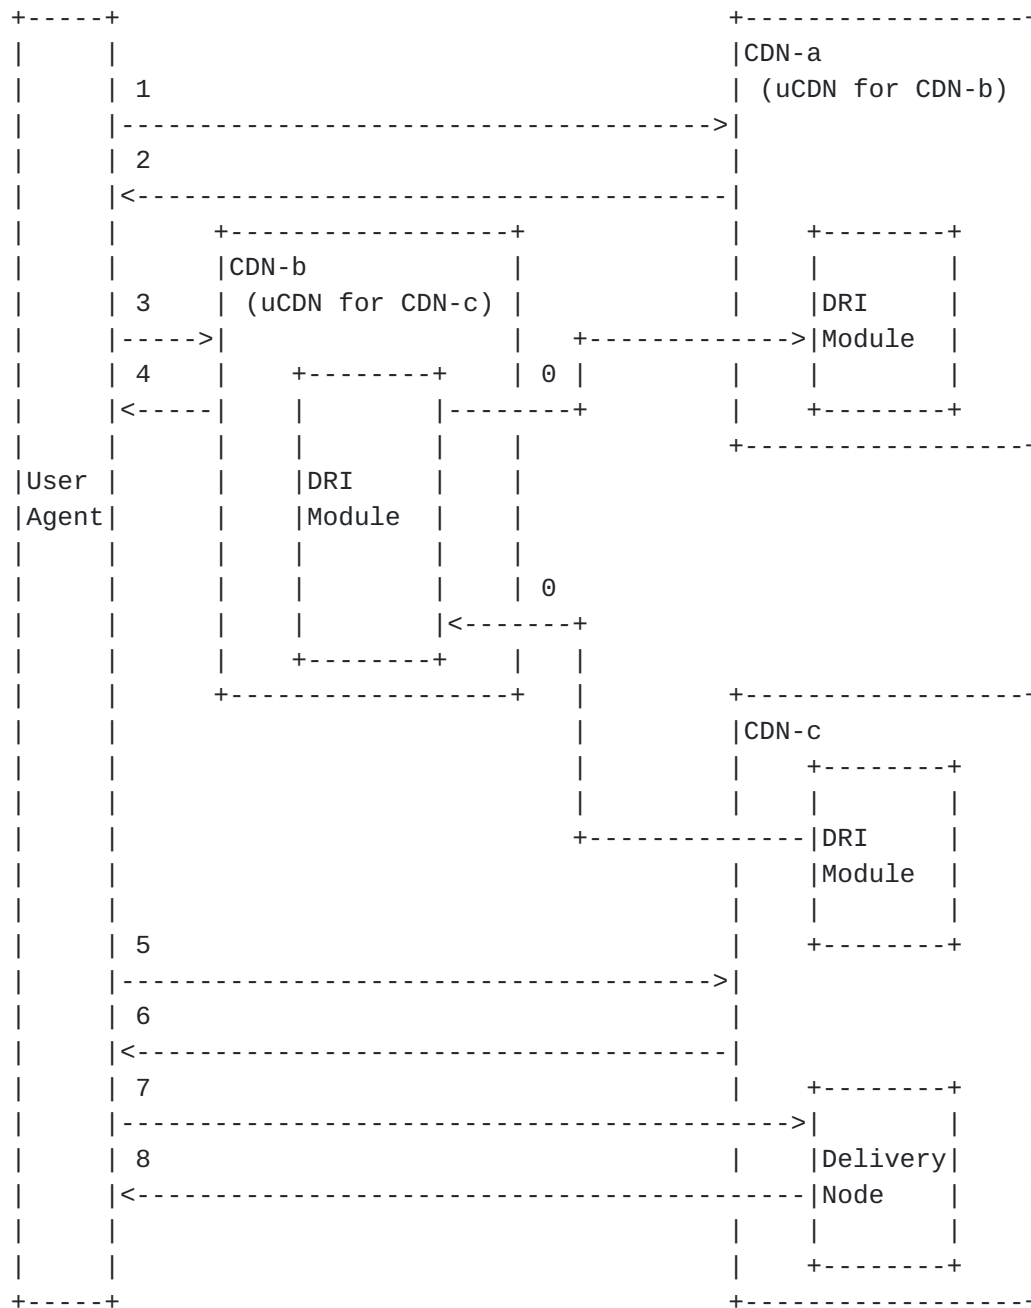 CDN-a
1 (uCDN for CDN-b)
2
CDN-b
3 (uCDN for CDN-c) DRI
Module
4 0
User DRI
Agent Module
0
CDN-c
DRI
Module
5
6
7
8 Delivery
Node